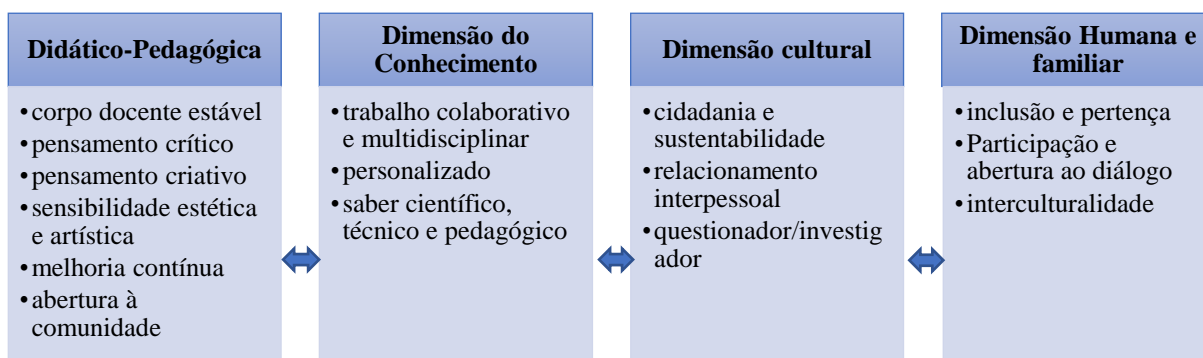 Didático-Pedagógica
•corpo docente estável
•pensamento crítico
•pensamento criativo
•sensibilidade estética
e artística
•melhoria contínua
•abertura à
comunidade
Dimensão do
Conhecimento
•trabalho colaborativo
e multidisciplinar
•personalizado
•saber científico,
técnico e pedagógico
Dimensão cultural
•cidadania e
sustentabilidade
•relacionamento
interpessoal
•questionador/investig
ador
Dimensão Humana e
familiar
•inclusão e pertença
•Participação e
abertura ao diálogo
•interculturalidade